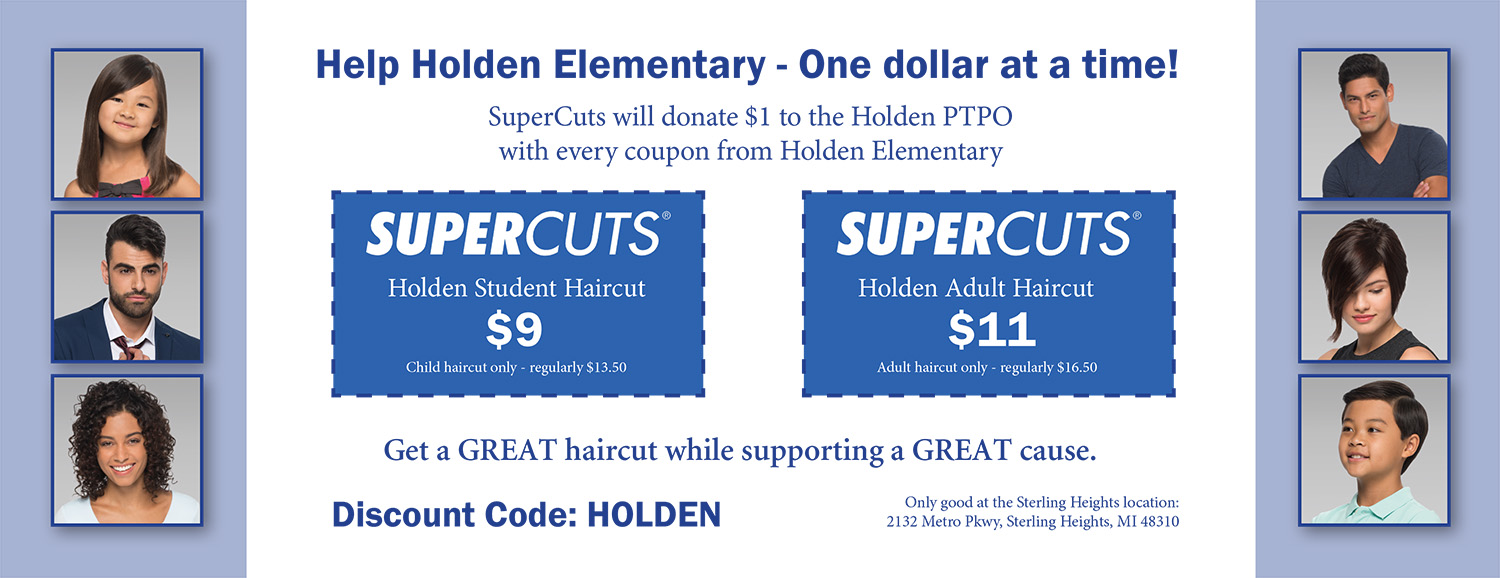 Help Holden Elementary - One dollar at a time!
SuperCuts will donate $1 to the Holden PTPO
with every coupon from Holden Elementary
SUPERCUTS®
Holden Student Haircut
$9
Child haircut only - regularly $13.50
SUPERCUTS®
Holden Adult Haircut
$11
Adult haircut only - regularly $16.50
Get a GREAT haircut while supporting a GREAT cause.
Discount Code: HOLDEN
Only good at the Sterling Heights location:
2132 Metro Pkwy, Sterling Heights, MI 48310